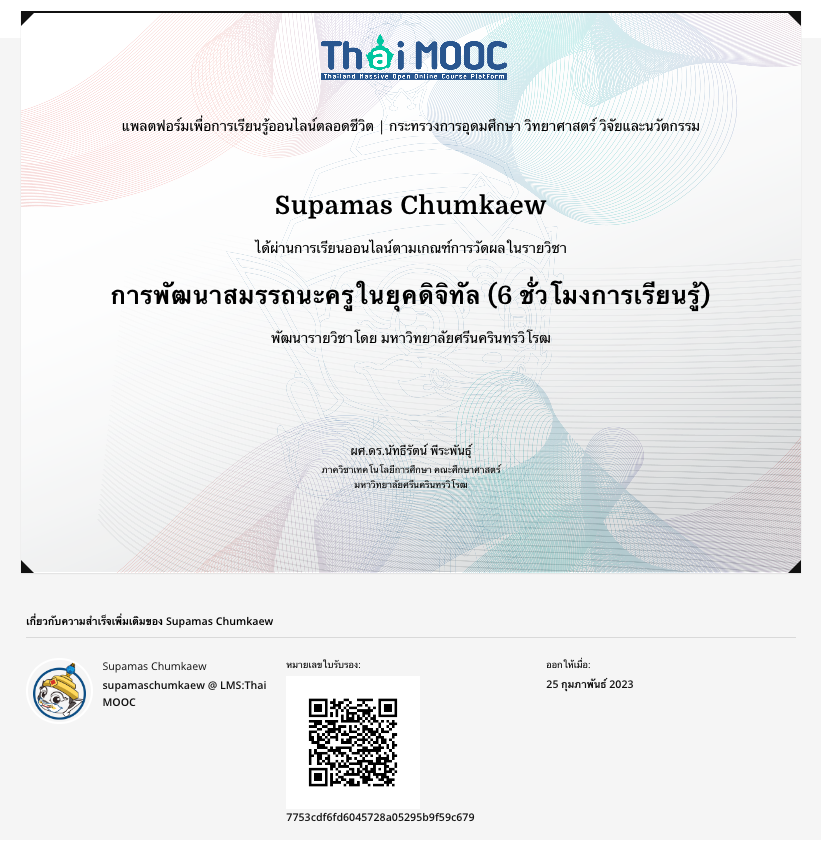 Thai MOOC
Thailand Massive Open Online Course Platform
แพลตฟอร์มเพื่อการเรียนรู้ออนไลน์ตลอดชีวิต | กระทรวงการอุดมศึกษา วิทยาศาสตร์ วิจัยและนวัตกรรม
Supamas Chumkaew
ได้ผ่านการเรียนออนไลน์ตามเกณฑ์การวัดผลในรายวิชา
การพัฒนาสมรรถนะครูในยุคดิจิทัล (6 ชั่วโมงการเรียนรู้)
พัฒนารายวิชาโดย มหาวิทยาลัยศรีนครินทรวิโรฒ
ผศ.ดร.นัทธีรัตน์ พีระพันธุ์
ภาควิชาเทคโนโลยีการศึกษา คณะศึกษาศาสตร์
มหาวิทยาลัยศรีนครินทรวิโรฒ
เกี่ยวกับความสำเร็จเพิ่มเติมของ Supamas Chumkaew
Supamas Chumkaew
supamaschumkaew @ LMS:Thai
MOOC
หมายเลขใบรับรอง:
7753cdf6fd6045728a05295b9f59c679
ออกให้เมื่อ:
25 กุมภาพันธ์ 2023